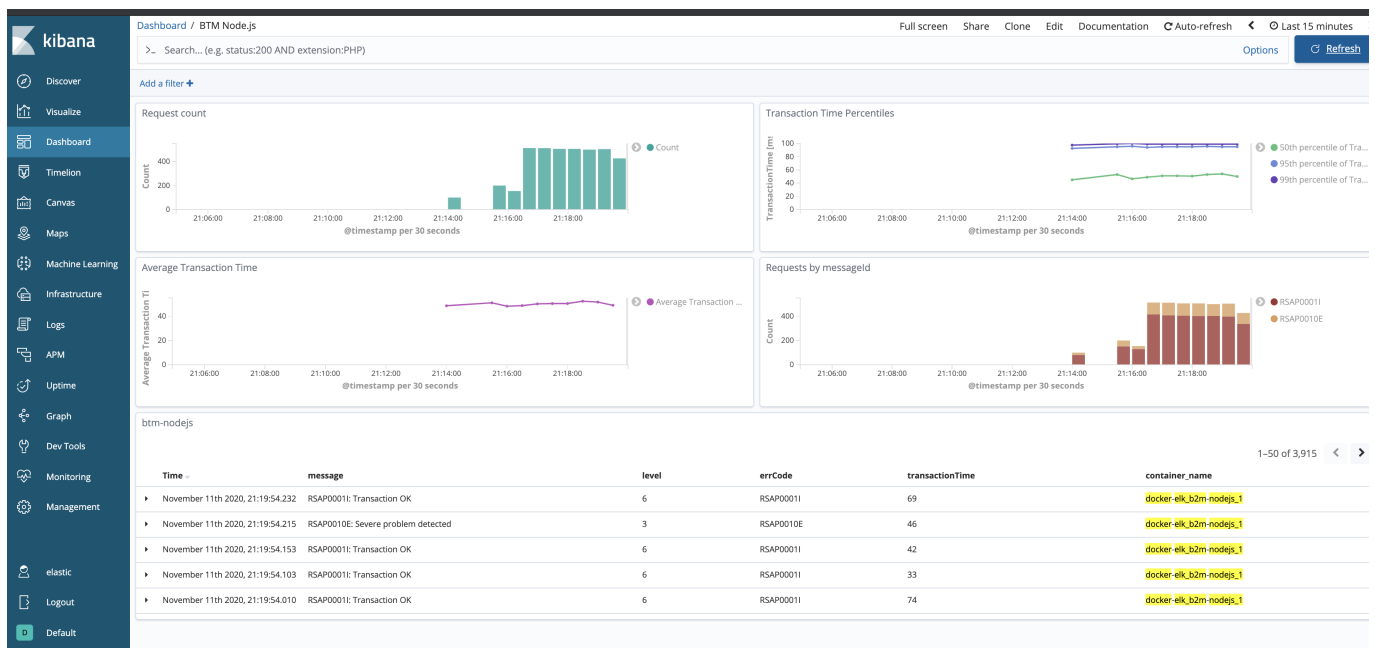 kibana
Discover
Visualize
Dashboard
Timelion
Canvas
Maps
Machine Learning
Infrastructure
Logs
APM
Uptime
Graph
Dev Tools
Monitoring
Management
elastic
Logout
D Default
Dashboard / BTM Node.js
Full screen Share Clone Edit Documentation Auto-refresh Last 15 minutes
>_ Search... (e.g. status:200 AND extension:PHP) Options Refresh
Add a filter +
Request count
Count
400
200
0
21:06:00 21:08:00 21:10:00 21:12:00 21:14:00 21:16:00 21:18:00
@timestamp per 30 seconds
Count
Transaction Time Percentiles
TransactionTime [ms
100
80
60
40
20
0
21:06:00 21:08:00 21:10:00 21:12:00 21:14:00 21:16:00 21:18:00
@timestamp per 30 seconds
50th percentile of Tra...
95th percentile of Tra...
99th percentile of Tra...
Average Transaction Time
Average Transaction Ti
40
20
0
21:06:00 21:08:00 21:10:00 21:12:00 21:14:00 21:16:00 21:18:00
@timestamp per 30 seconds
Average Transaction ...
Requests by messageId
Count
400
200
0
21:06:00 21:08:00 21:10:00 21:12:00 21:14:00 21:16:00 21:18:00
@timestamp per 30 seconds
RSAP0001I
RSAP0010E
btm-nodejs
1–50 of 3,915
Time message level errCode transactionTime container_name
November 11th 2020, 21:19:54.232 RSAP0001I: Transaction OK 6 RSAP0001I 69 docker-elk_b2m-nodejs_1
November 11th 2020, 21:19:54.215 RSAP0010E: Severe problem detected 3 RSAP0010E 46 docker-elk_b2m-nodejs_1
November 11th 2020, 21:19:54.153 RSAP0001I: Transaction OK 6 RSAP0001I 42 docker-elk_b2m-nodejs_1
November 11th 2020, 21:19:54.103 RSAP0001I: Transaction OK 6 RSAP0001I 33 docker-elk_b2m-nodejs_1
November 11th 2020, 21:19:54.010 RSAP0001I: Transaction OK 6 RSAP0001I 74 docker-elk_b2m-nodejs_1